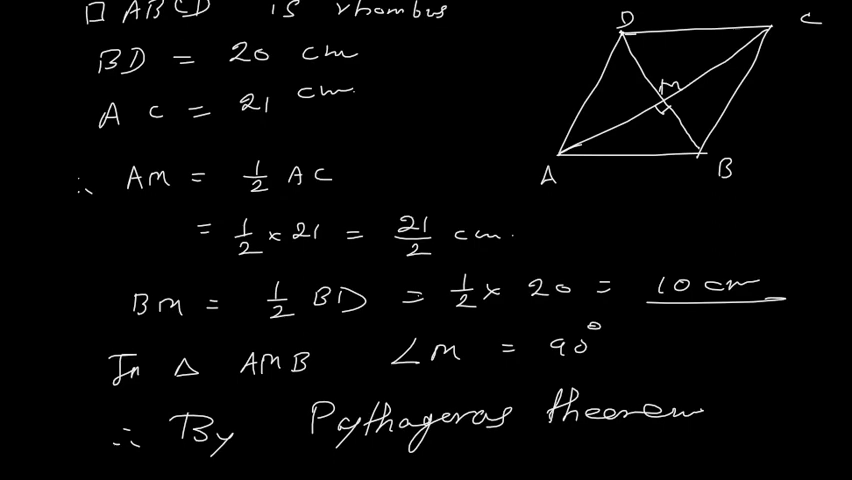 □ ABCD is rhombus
BD = 20 cm
AC = 21 cm.
∴ AM = 1/2 AC
= 1/2 × 21 = 21/2 cm.
BM = 1/2 BD = 1/2 × 20 = 10 cm
In △ AMB ∠M = 90°
∴ By Pythagoras theorem
D C
M
A B